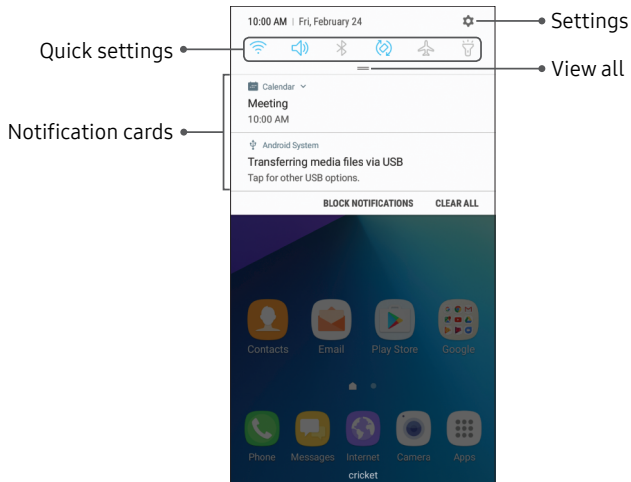 10:00 AM | Fri, February 24
Settings
Quick settings
View all
Calendar
Meeting
10:00 AM
Notification cards
Android System
Transferring media files via USB
Tap for other USB options.
BLOCK NOTIFICATIONS CLEAR ALL
Contacts Email Play Store Google
Phone Messages Internet Camera Apps
cricket